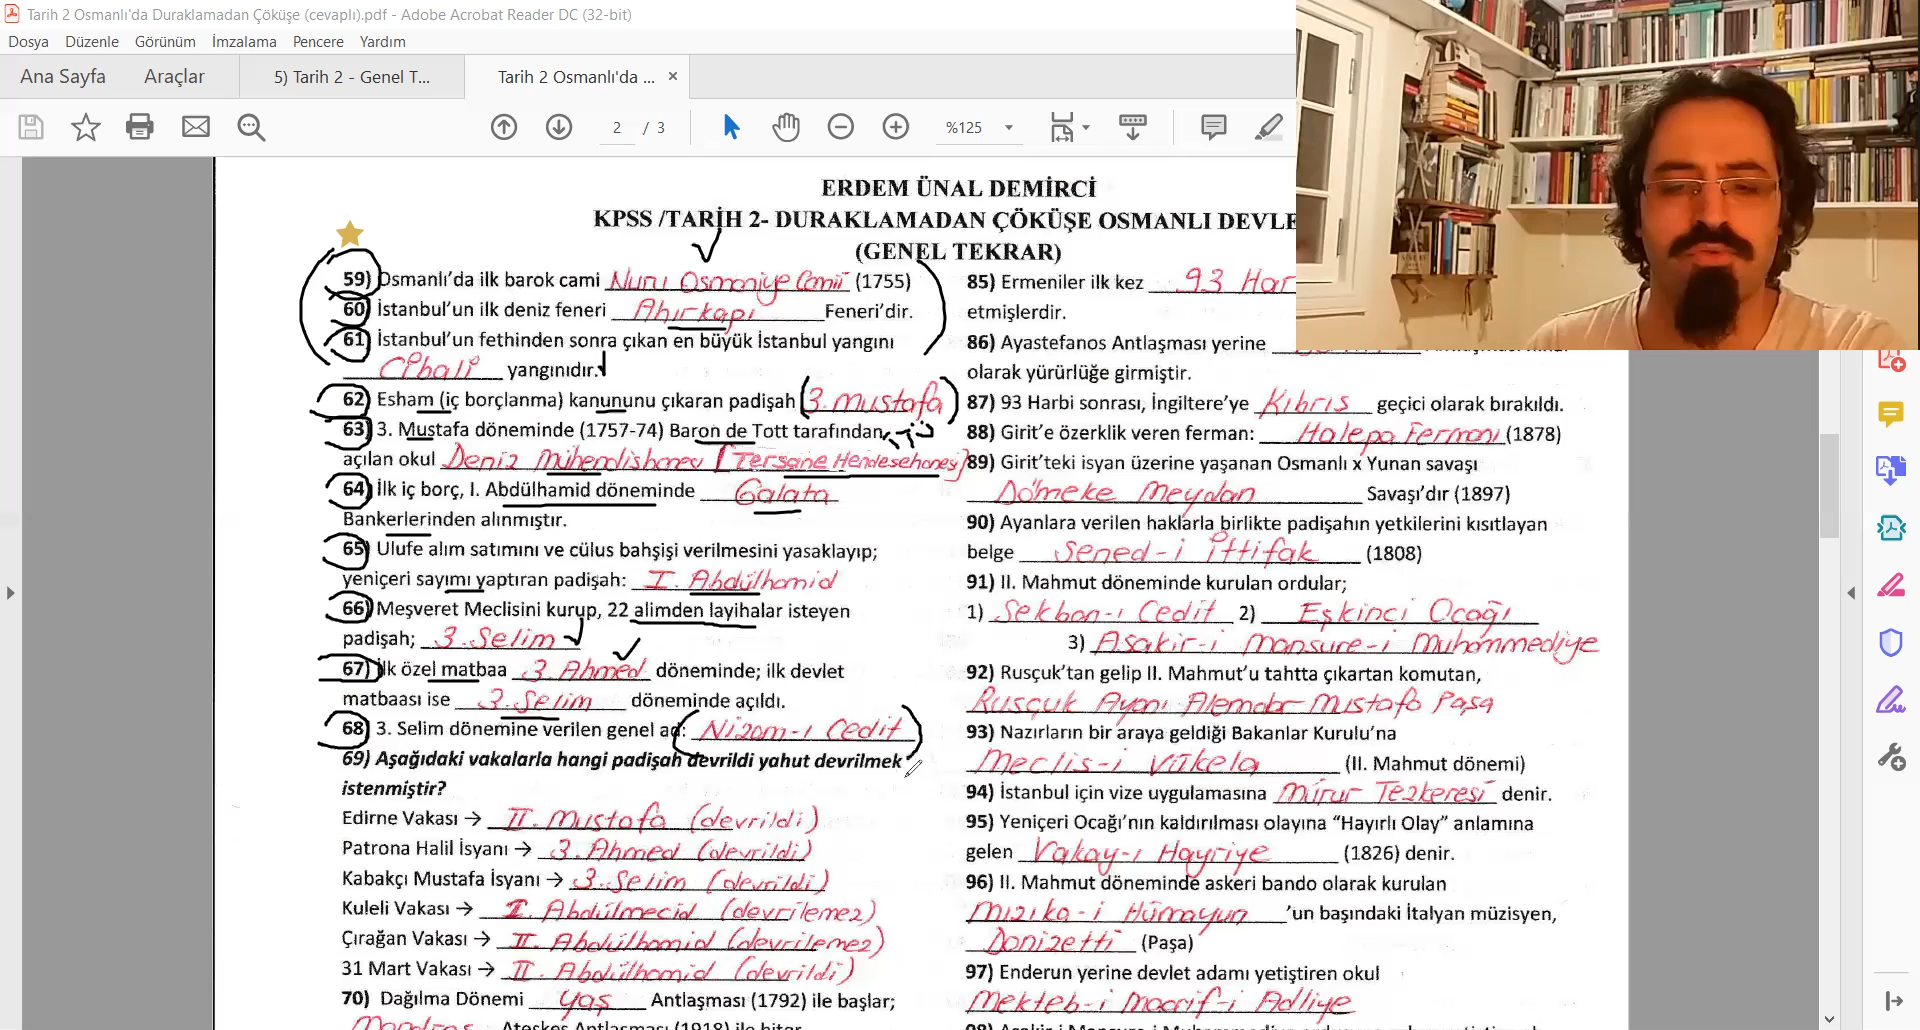 Tarih 2 Osmanlı'da Duraklamadan Çöküşe (cevaplı).pdf - Adobe Acrobat Reader DC (32-bit)
Dosya Düzenle Görünüm İmzalama Pencere Yardım
Ana Sayfa Araçlar 5) Tarih 2 - Genel T... Tarih 2 Osmanlı'da ... ×
2 / 3 %125
ERDEM ÜNAL DEMİRCİ
KPSS /TARİH 2- DURAKLAMADAN ÇÖKÜŞE OSMANLI DEVLE
(GENEL TEKRAR)
59) Osmanlı'da ilk barok cami Nuru Osmaniye Camii (1755)
60) İstanbul'un ilk deniz feneri Ahırkapı Feneri'dir.
61) İstanbul'un fethinden sonra çıkan en büyük İstanbul yangını
Cibali yangınıdır.
62) Esham (iç borçlanma) kanununu çıkaran padişah 3. Mustafa
63) 3. Mustafa döneminde (1757-74) Baron de Tott tarafından
açılan okul Deniz Mühendishanesi [Tersane Hendesehanesi]
64) İlk iç borç, I. Abdülhamid döneminde Galata
Bankerlerinden alınmıştır.
65) Ulufe alım satımını ve cülus bahşişi verilmesini yasaklayıp;
yeniçeri sayımı yaptıran padişah: I. Abdülhamid
66) Meşveret Meclisini kurup, 22 alimden layihalar isteyen
padişah; 3. Selim
67) İlk özel matbaa 3. Ahmed döneminde; ilk devlet
matbaası ise 3. Selim döneminde açıldı.
68) 3. Selim dönemine verilen genel ad: Nizam-ı Cedit
69) Aşağıdaki vakalarla hangi padişah devrildi yahut devrilmek
istenmiştir?
Edirne Vakası → II. Mustafa (devrildi)
Patrona Halil İsyanı → 3. Ahmed (devrildi)
Kabakçı Mustafa İsyanı → 3. Selim (devrildi)
Kuleli Vakası → I. Abdülmecid (devrilemez)
Çırağan Vakası → II. Abdülhamid (devrilemez)
31 Mart Vakası → II. Abdülhamid (devrildi)
70) Dağılma Dönemi Yaş Antlaşması (1792) ile başlar;
Mondros Ateşkes Antlaşması (1918) ile biter.
85) Ermeniler ilk kez 93 Har
etmişlerdir.
86) Ayastefanos Antlaşması yerine
olarak yürürlüğe girmiştir.
87) 93 Harbi sonrası, İngiltere'ye Kıbrıs geçici olarak bırakıldı.
88) Girit'e özerklik veren ferman: Halepa Fermanı (1878)
89) Girit'teki isyan üzerine yaşanan Osmanlı x Yunan savaşı
Dömeke Meydan Savaşı'dır (1897)
90) Ayanlara verilen haklarla birlikte padişahın yetkilerini kısıtlayan
belge Sened-i İttifak (1808)
91) II. Mahmut döneminde kurulan ordular;
1) Sekban-ı Cedit 2) Eşkinci Ocağı
3) Asakir-i Mansure-i Muhammediye
92) Rusçuk'tan gelip II. Mahmut'u tahtta çıkartan komutan,
Rusçuk Ayanı Alemdar Mustafa Paşa
93) Nazırların bir araya geldiği Bakanlar Kurulu'na
Meclis-i Vükela (II. Mahmut dönemi)
94) İstanbul için vize uygulamasına Mürur Tezkeresi denir.
95) Yeniçeri Ocağı'nın kaldırılması olayına "Hayırlı Olay" anlamına
gelen Vakay-ı Hayriye (1826) denir.
96) II. Mahmut döneminde askeri bando olarak kurulan
Mızıka-i Hümayun 'un başındaki İtalyan müzisyen,
Donizetti (Paşa)
97) Enderun yerine devlet adamı yetiştiren okul
Mekteb-i Maarif-i Adliye